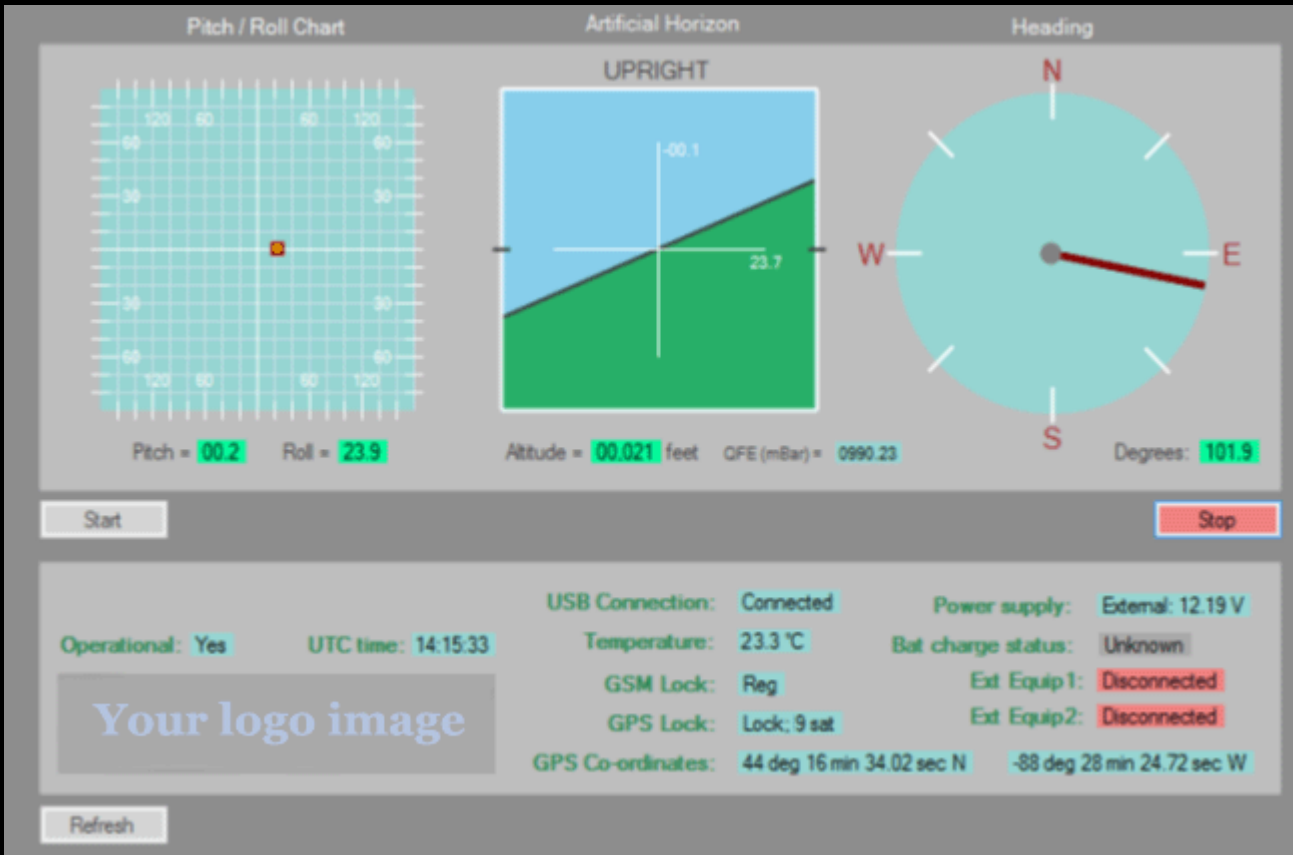 Pitch / Roll Chart
Artificial Horizon
Heading
UPRIGHT
N
120 60 60 120
60 60
-00.1
30 30
W
E
23.7
30 30
60 60
120 60 60 120
S
Pitch = 00.2 Roll = 23.9
Altitude = 00,021 feet QFE (mBar) = 0990.23
Degrees: 101.9
Start
Stop
USB Connection: Connected
Power supply: External: 12.19 V
Operational: Yes
UTC time: 14:15:33
Temperature: 23.3 °C
Bat charge status: Unknown
GSM Lock: Reg
Ext Equip1: Disconnected
Your logo image
GPS Lock: Lock; 9 sat
Ext Equip2: Disconnected
GPS Co-ordinates: 44 deg 16 min 34.02 sec N -88 deg 28 min 24.72 sec W
Refresh